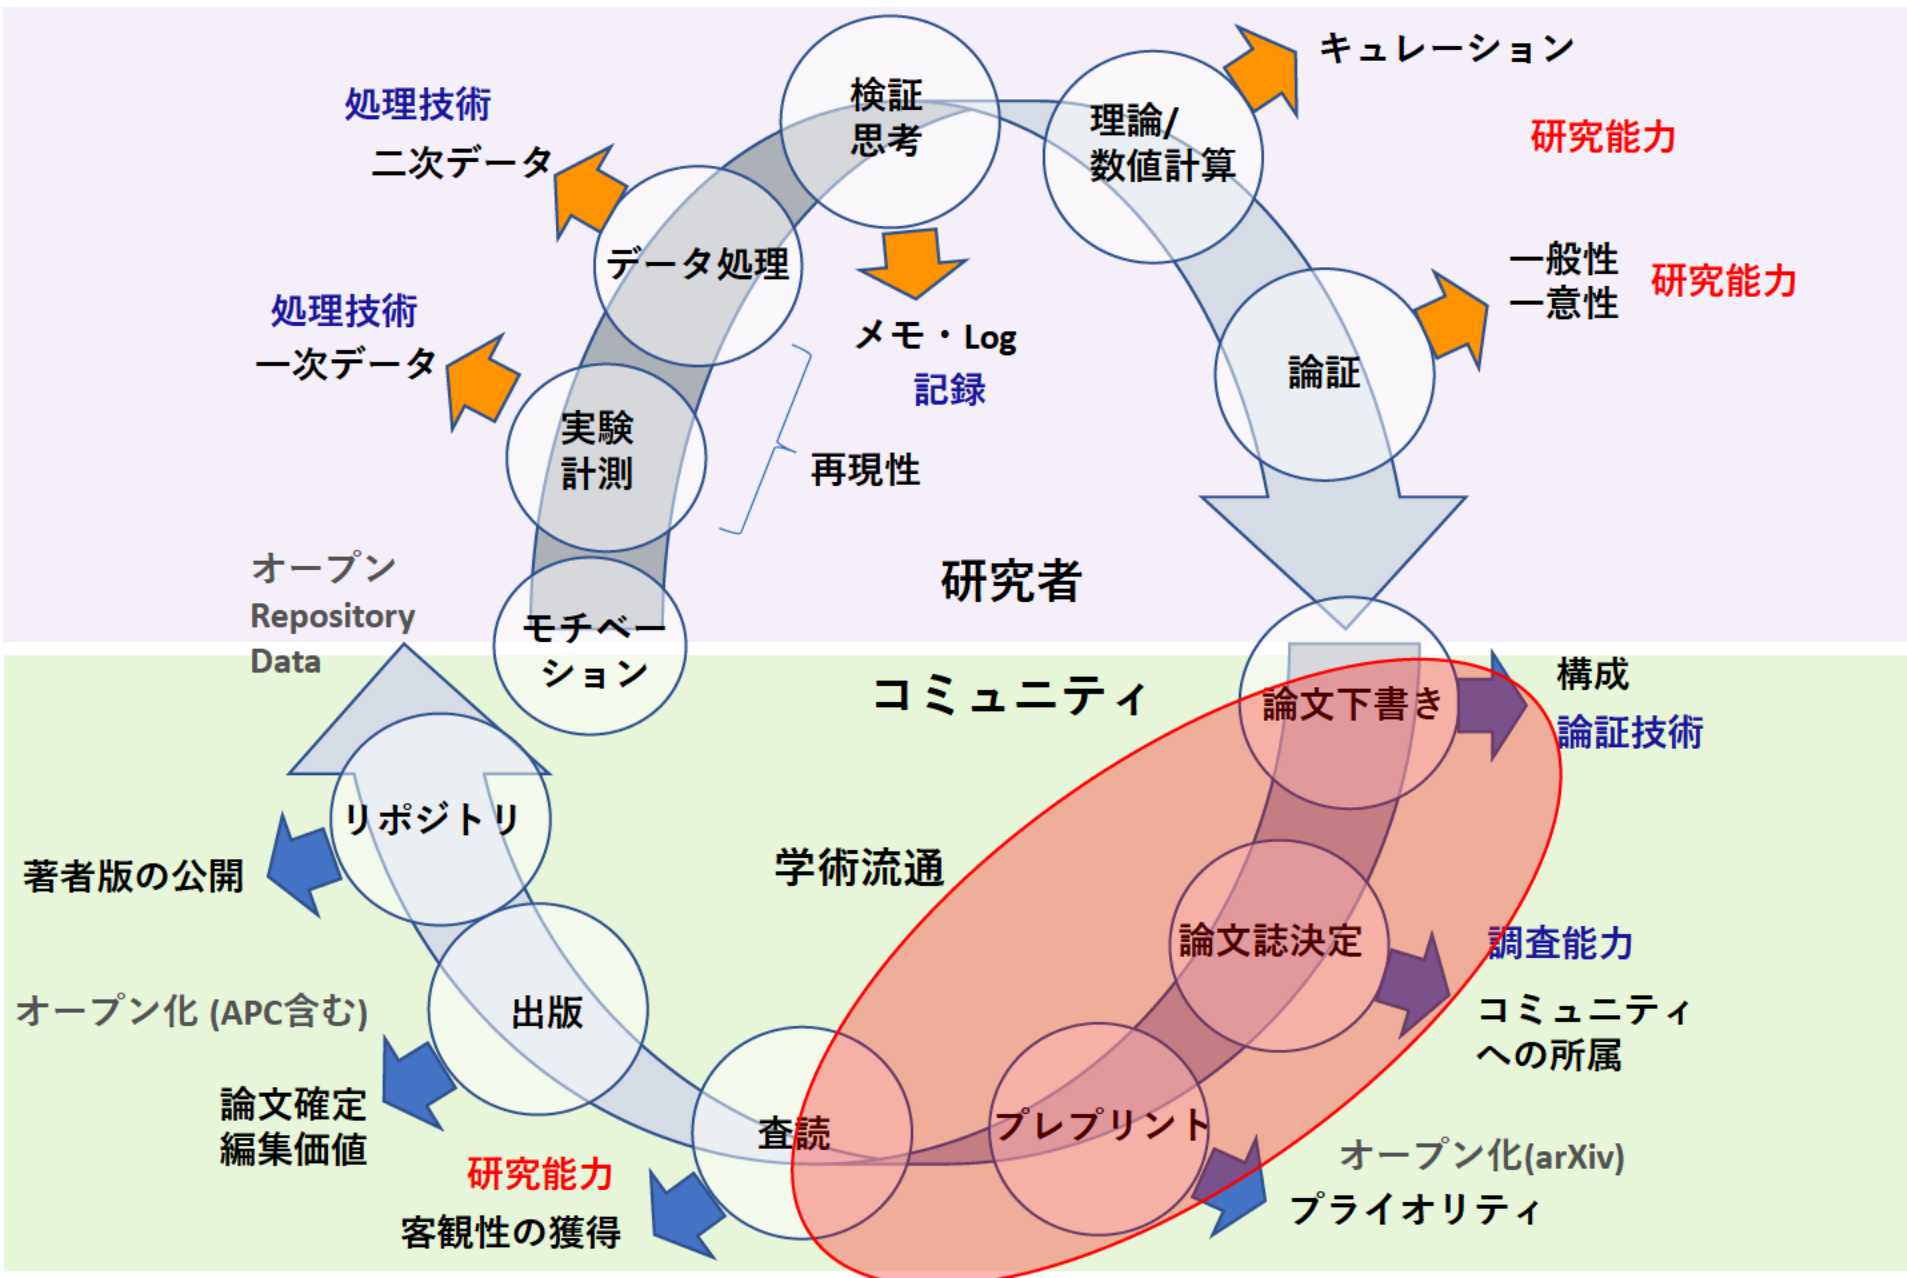 検証
思考
理論/
数値計算
キュレーション
研究能力
処理技術
二次データ
データ処理
メモ・Log
記録
一般性
一意性
研究能力
論証
処理技術
一次データ
実験
計測
再現性
研究者
オープン
Repository
Data
モチベー
ション
コミュニティ
論文下書き
構成
論証技術
リポジトリ
著者版の公開
学術流通
論文誌決定
調査能力
コミュニティ
への所属
オープン化 (APC含む)
出版
論文確定
編集価値
査読
プレプリント
オープン化(arXiv)
プライオリティ
研究能力
客観性の獲得